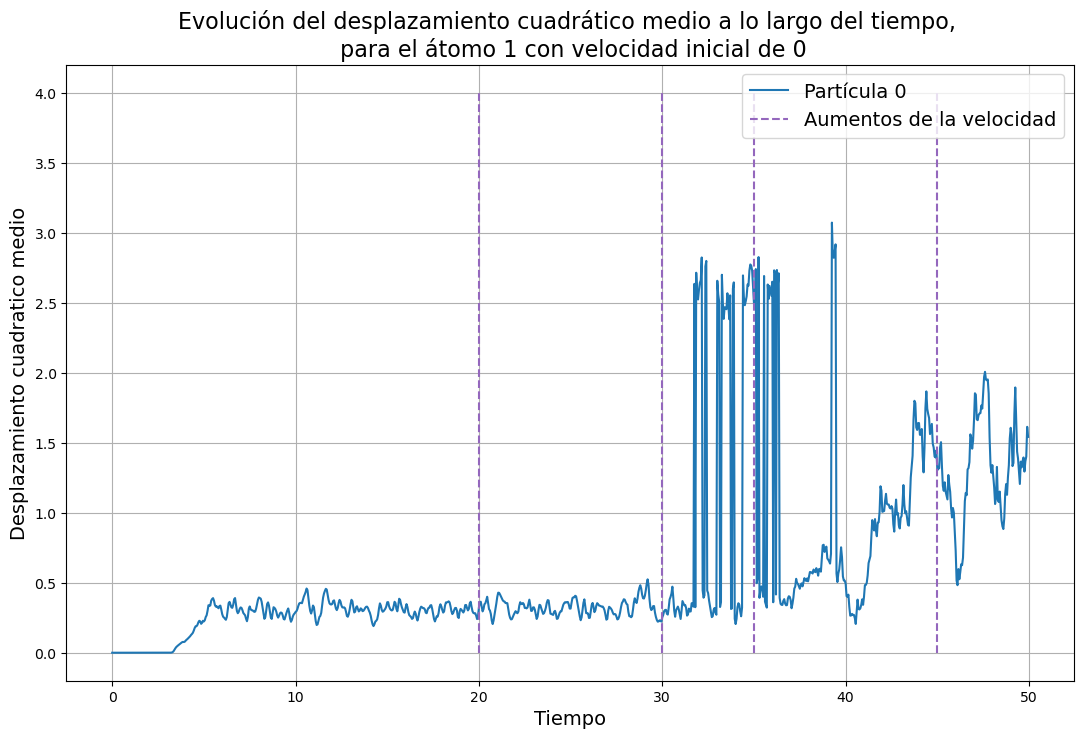 Evolución del desplazamiento cuadrático medio a lo largo del tiempo,
para el átomo 1 con velocidad inicial de 0
Partícula 0
Aumentos de la velocidad
Desplazamiento cuadratico medio
4.0
3.5
3.0
2.5
2.0
1.5
1.0
0.5
0.0
0 10 20 30 40 50
Tiempo